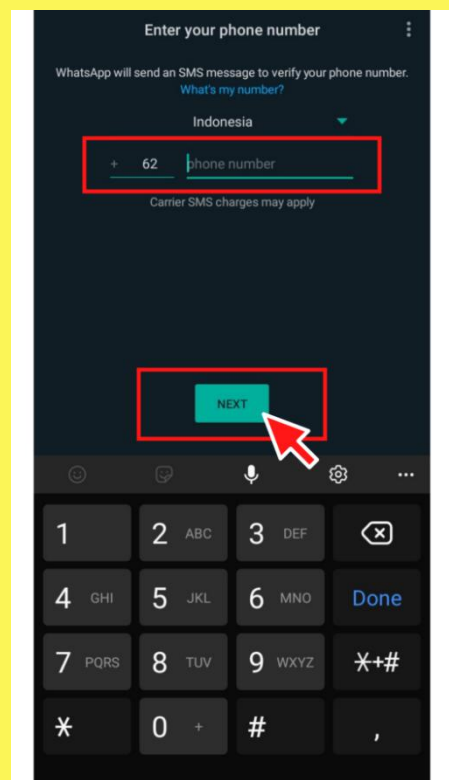 Enter your phone number
WhatsApp will send an SMS message to verify your phone number.
What's my number?
Indonesia
+ 62 phone number
Carrier SMS charges may apply
NEXT
1 2 ABC 3 DEF
4 GHI 5 JKL 6 MNO Done
7 PQRS 8 TUV 9 WXYZ *+#
* 0 + # ,